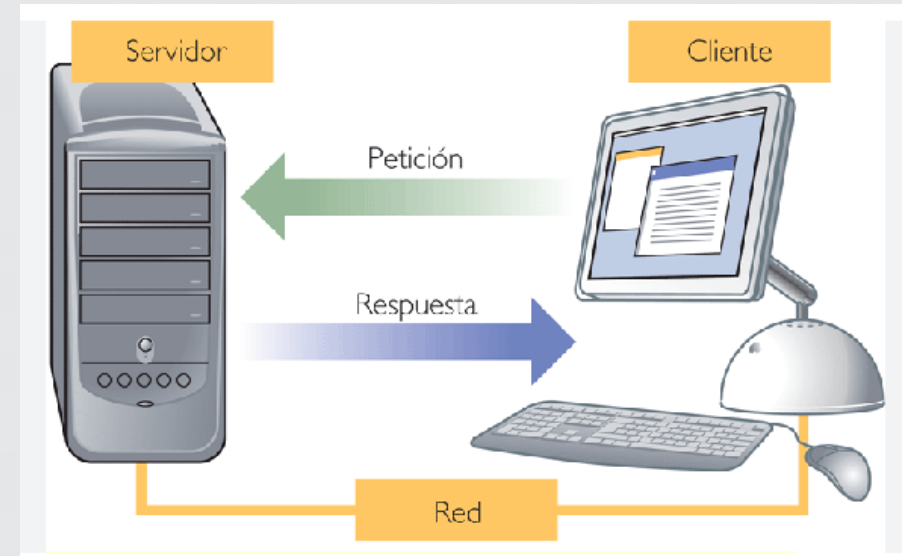 Servidor
Cliente
Petición
Respuesta
Red